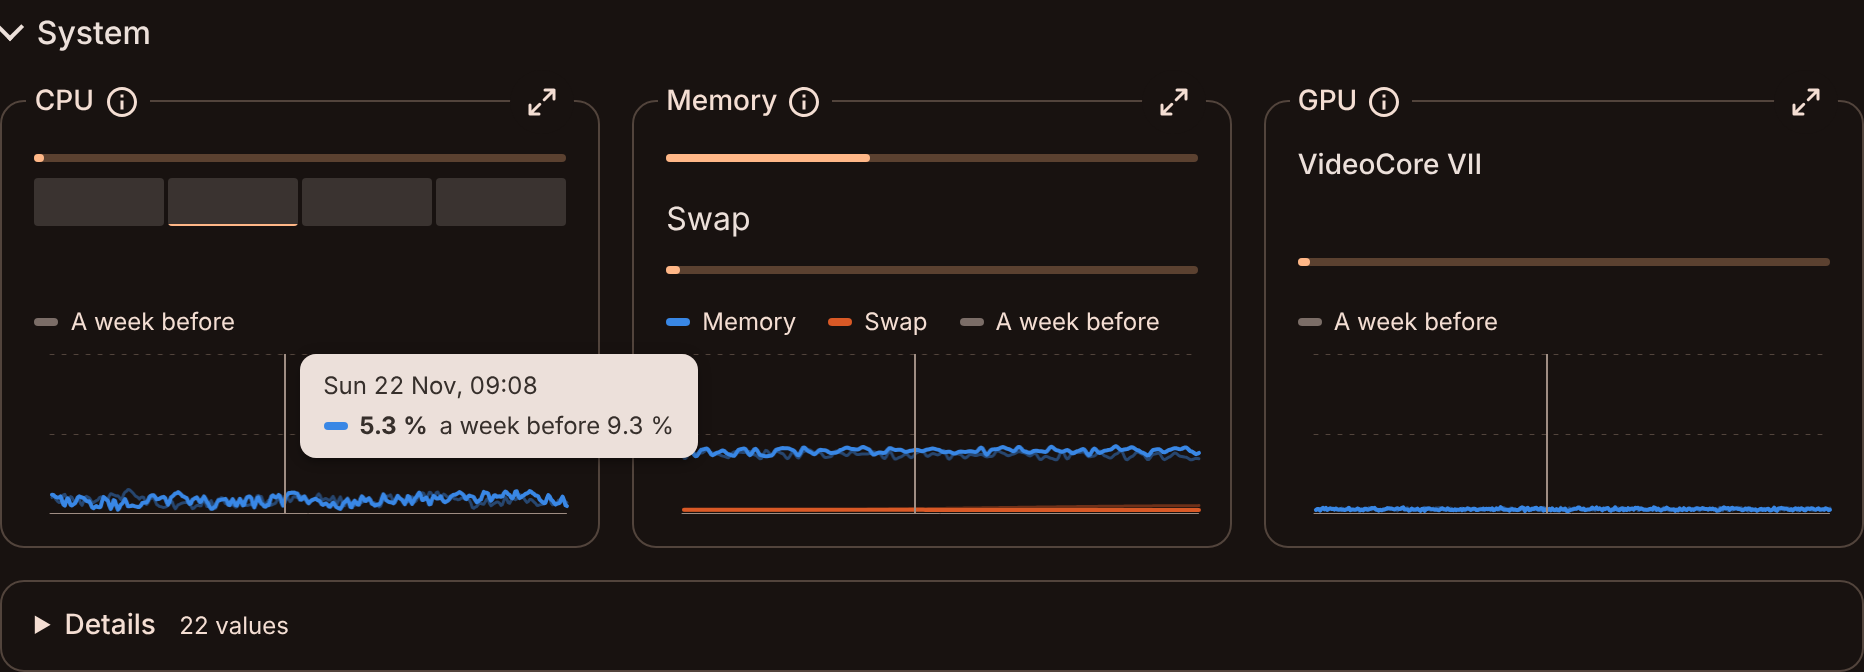 System
CPU
A week before
Sun 22 Nov, 09:08
5.3 % a week before 9.3 %
Memory
Swap
Memory Swap A week before
GPU
VideoCore VII
A week before
Details 22 values